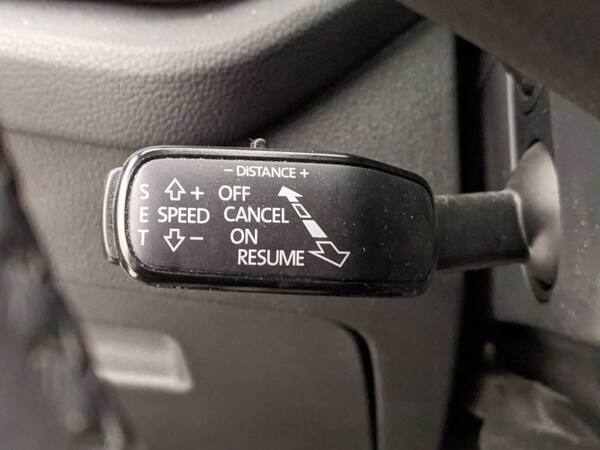 – DISTANCE +
S + OFF
E SPEED CANCEL
T – ON
RESUME